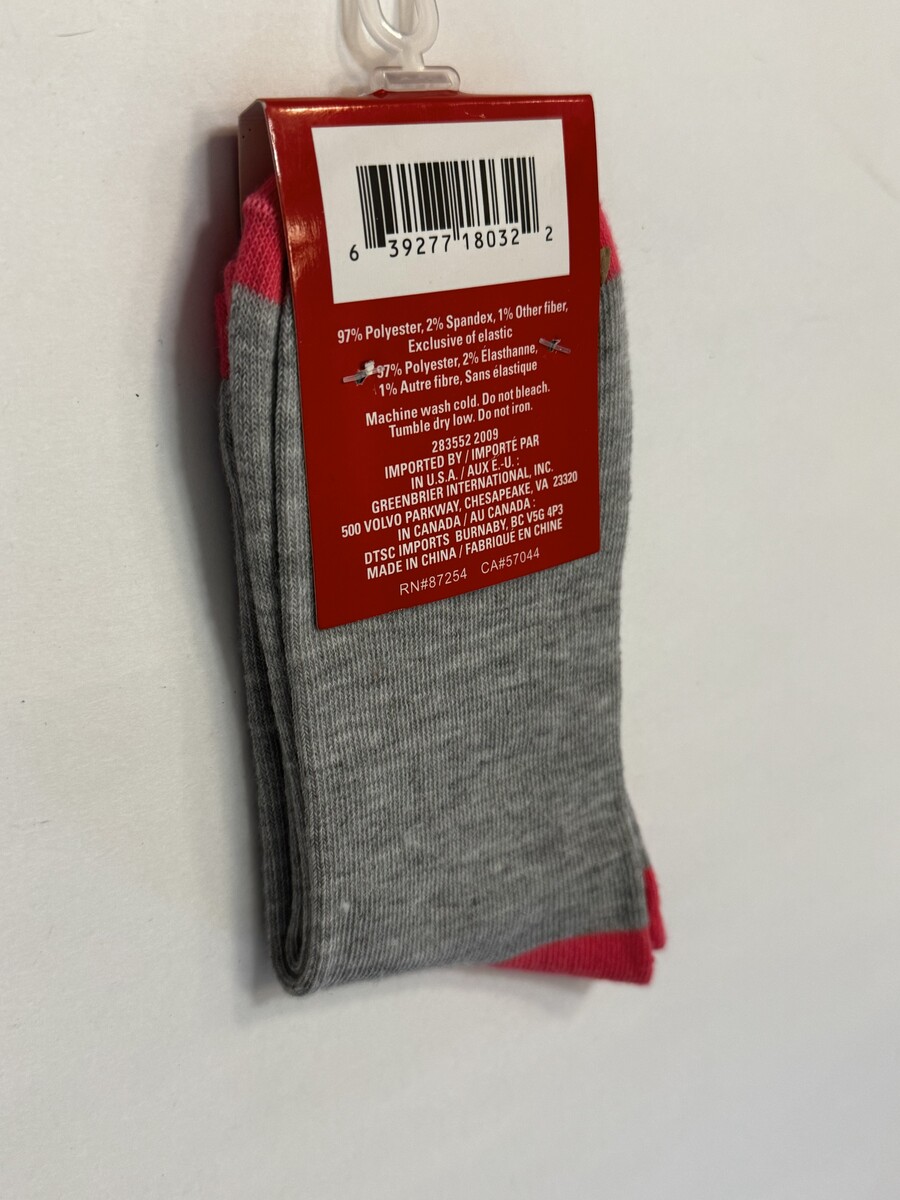 6 39277 18032 2
97% Polyester, 2% Spandex, 1% Other fiber,
Exclusive of elastic
97% Polyester, 2% Élasthanne,
1% Autre fibre, Sans élastique
Machine wash cold. Do not bleach.
Tumble dry low. Do not iron.
283552 2009
IMPORTED BY / IMPORTÉ PAR
IN U.S.A. / AUX É.-U. :
GREENBRIER INTERNATIONAL, INC.
500 VOLVO PARKWAY, CHESAPEAKE, VA 23320
IN CANADA / AU CANADA :
DTSC IMPORTS BURNABY, BC V5G 4P3
MADE IN CHINA / FABRIQUÉ EN CHINE
RN#87254 CA#57044